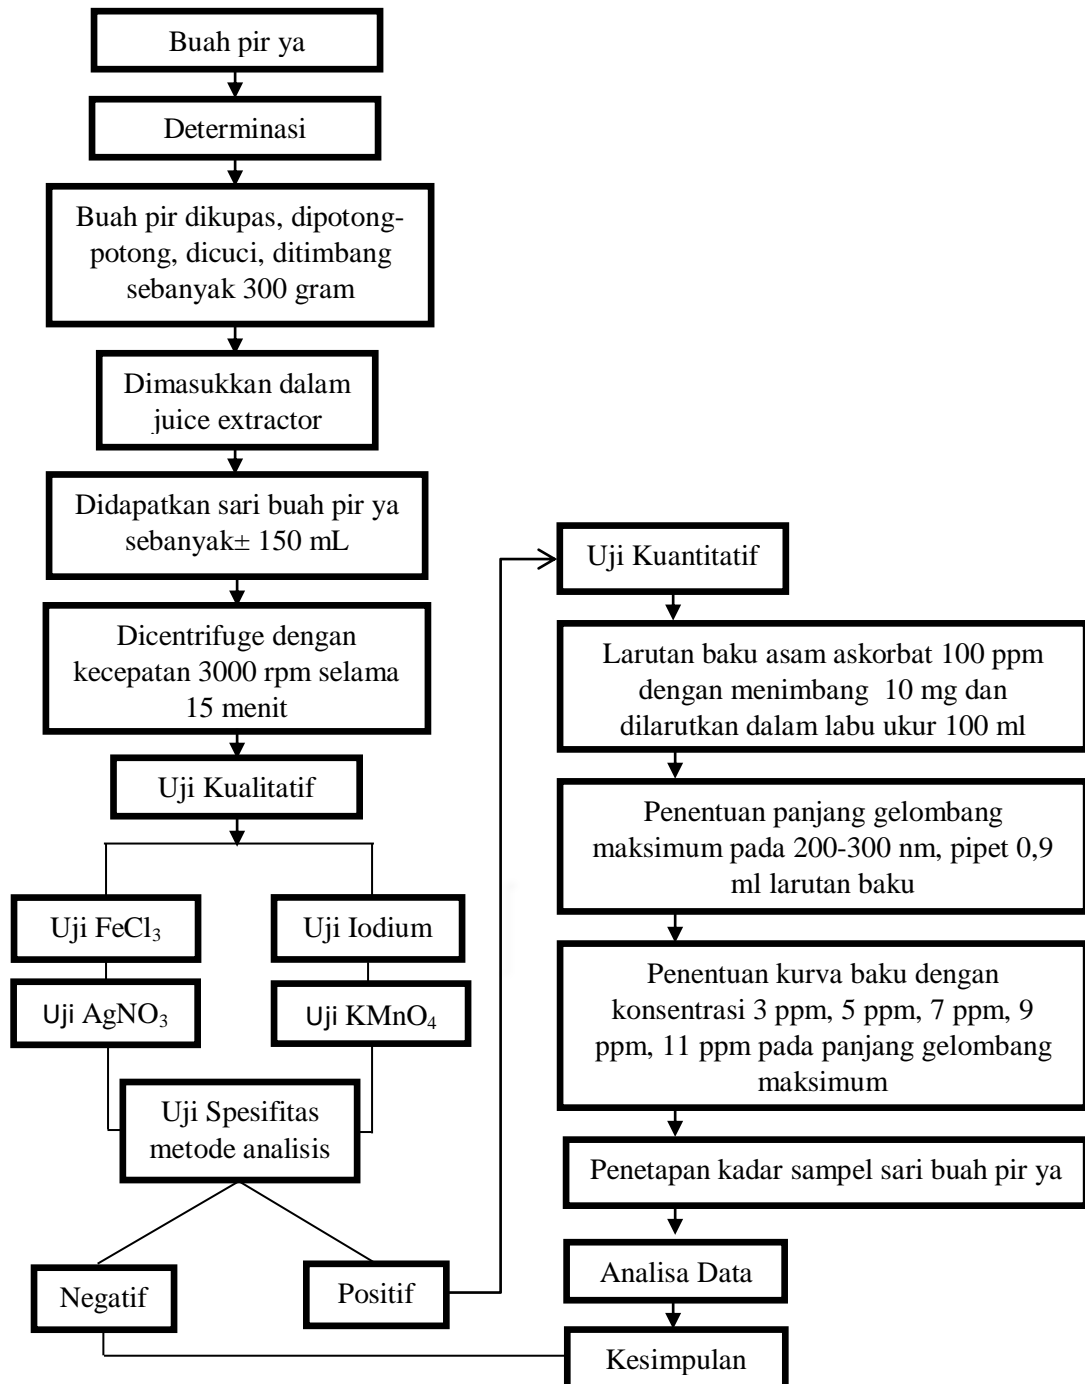 Buah pir ya
Determinasi
Buah pir dikupas, dipotong-
potong, dicuci, ditimbang
sebanyak 300 gram
Dimasukkan dalam
juice extractor
Didapatkan sari buah pir ya
sebanyak± 150 mL
Dicentrifuge dengan
kecepatan 3000 rpm selama
15 menit
Uji Kualitatif
Uji FeCl₃
Uji Iodium
Uji AgNO₃
Uji KMnO₄
Uji Spesifitas
metode analisis
Negatif
Positif
Uji Kuantitatif
Larutan baku asam askorbat 100 ppm
dengan menimbang 10 mg dan
dilarutkan dalam labu ukur 100 ml
Penentuan panjang gelombang
maksimum pada 200-300 nm, pipet 0,9
ml larutan baku
Penentuan kurva baku dengan
konsentrasi 3 ppm, 5 ppm, 7 ppm, 9
ppm, 11 ppm pada panjang gelombang
maksimum
Penetapan kadar sampel sari buah pir ya
Analisa Data
Kesimpulan